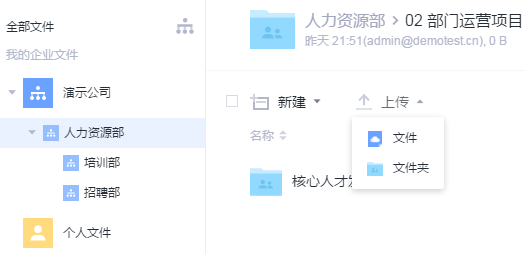 全部文件
我的企业文件
演示公司
人力资源部
培训部
招聘部
个人文件
人力资源部 > 02 部门运营项目
昨天 21:51(admin@demotest.cn), 0 B
新建
上传
名称
文件
文件夹
核心人才